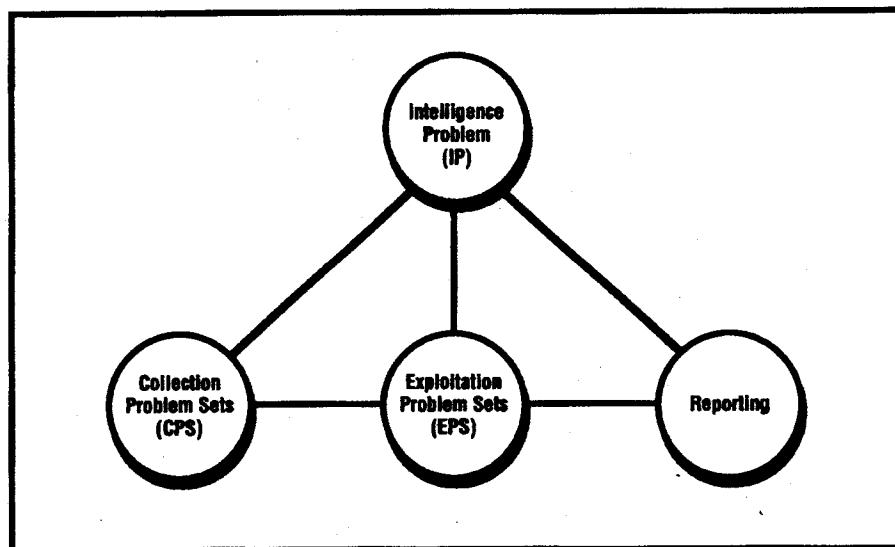 Intelligence
Problem
(IP)
Collection
Problem Sets
(CPS)
Exploitation
Problem Sets
(EPS)
Reporting